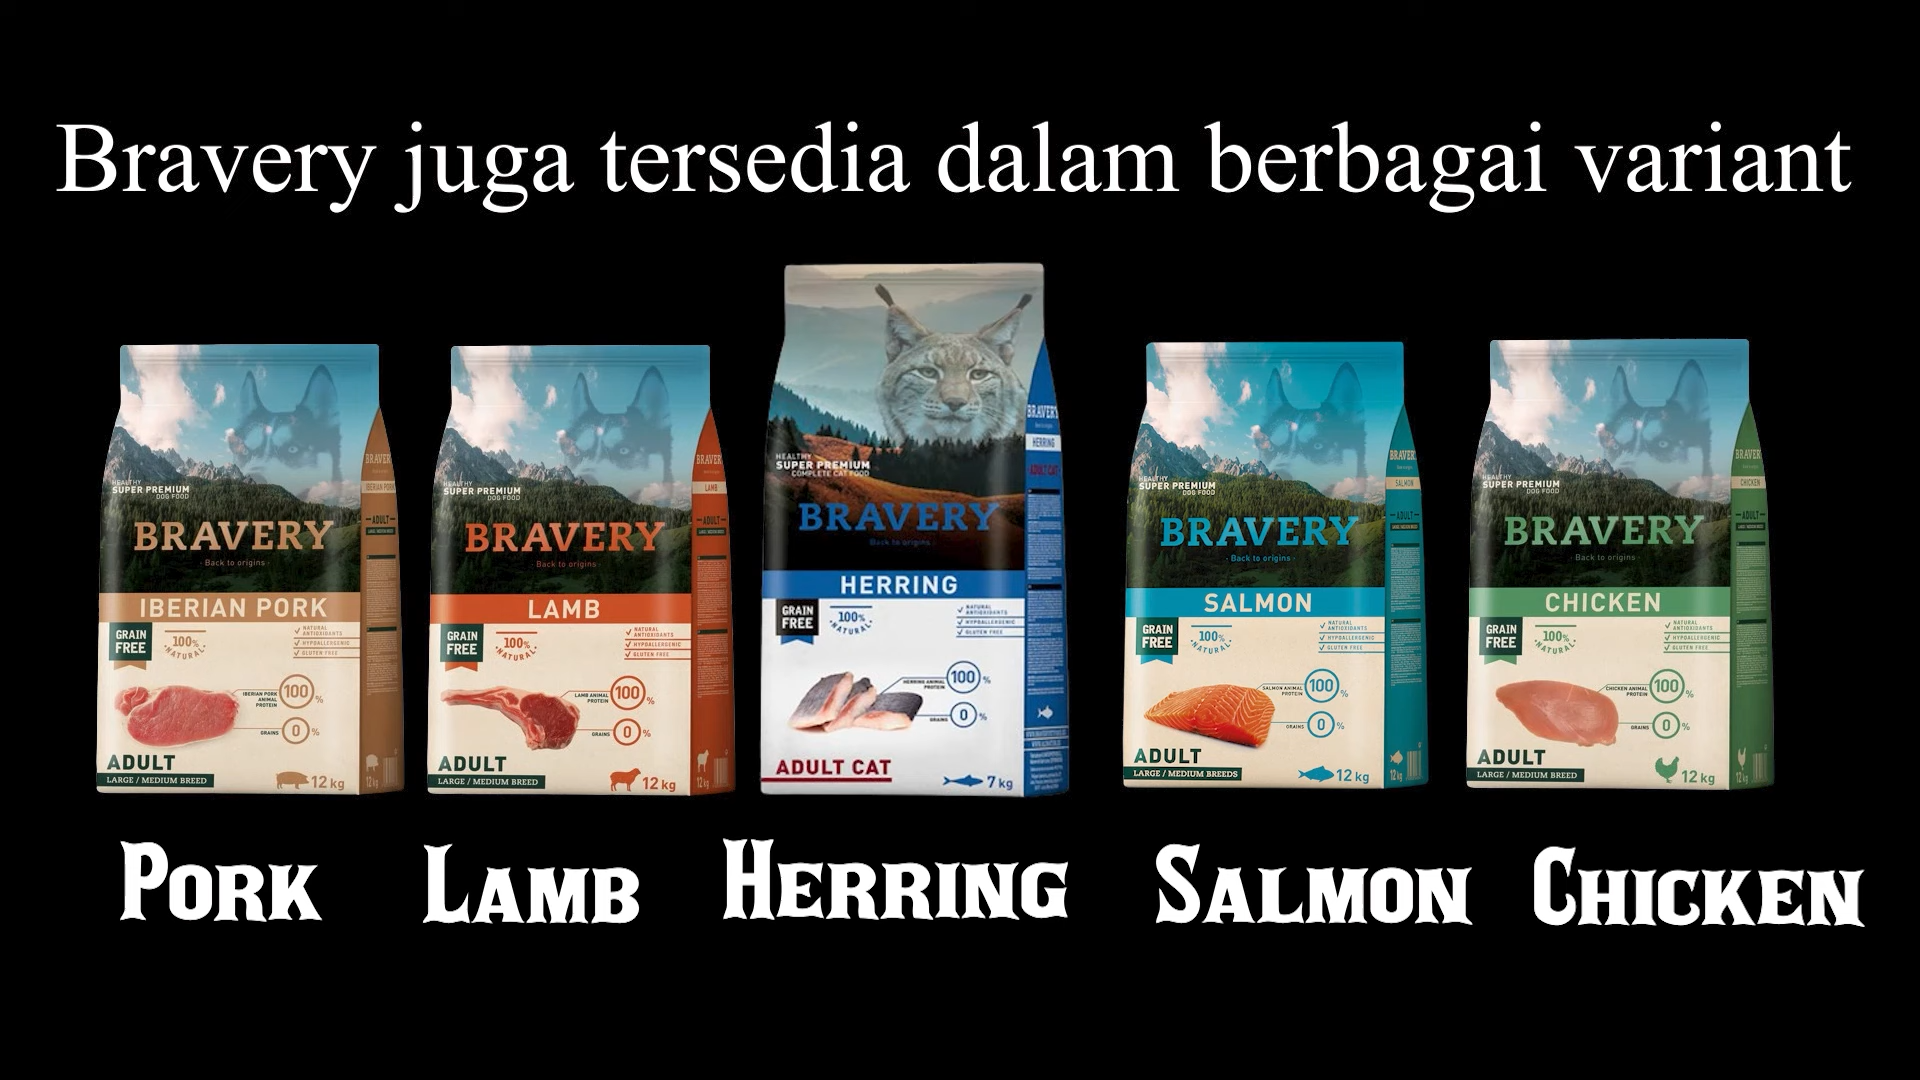 Bravery juga tersedia dalam berbagai variant
HEALTHY
SUPER PREMIUM
DOG FOOD
BRAVERY
· Back to origins ·
IBERIAN PORK
GRAIN
FREE
100%
NATURAL
NATURAL
ANTIOXIDANTS
HYPOALLERGENIC
GLUTEN FREE
IBERIAN PORK
ANIMAL
PROTEIN
100 %
GRAINS 0 %
ADULT
LARGE / MEDIUM BREED
12 kg
HEALTHY
SUPER PREMIUM
DOG FOOD
BRAVERY
· Back to origins ·
LAMB
GRAIN
FREE
100%
NATURAL
NATURAL
ANTIOXIDANTS
HYPOALLERGENIC
GLUTEN FREE
LAMB ANIMAL
PROTEIN
100 %
GRAINS 0 %
ADULT
LARGE / MEDIUM BREED
12 kg
HEALTHY
SUPER PREMIUM
COMPLETE CAT FOOD
BRAVERY
· Back to origins ·
HERRING
GRAIN
FREE
100%
NATURAL
NATURAL
ANTIOXIDANTS
HYPOALLERGENIC
GLUTEN FREE
HERRING ANIMAL
PROTEIN
100 %
GRAINS 0 %
ADULT CAT
7 kg
BRAVERY
HERRING
ADULT CAT
HEALTHY
SUPER PREMIUM
DOG FOOD
BRAVERY
· Back to origins ·
SALMON
GRAIN
FREE
100%
NATURAL
NATURAL
ANTIOXIDANTS
HYPOALLERGENIC
GLUTEN FREE
SALMON ANIMAL
PROTEIN
100 %
GRAINS 0 %
ADULT
LARGE / MEDIUM BREEDS
12 kg
HEALTHY
SUPER PREMIUM
DOG FOOD
BRAVERY
· Back to origins ·
CHICKEN
GRAIN
FREE
100%
NATURAL
NATURAL
ANTIOXIDANTS
HYPOALLERGENIC
GLUTEN FREE
CHICKEN ANIMAL
PROTEIN
100 %
GRAINS 0 %
ADULT
LARGE / MEDIUM BREED
12 kg
PORK LAMB HERRING SALMON CHICKEN